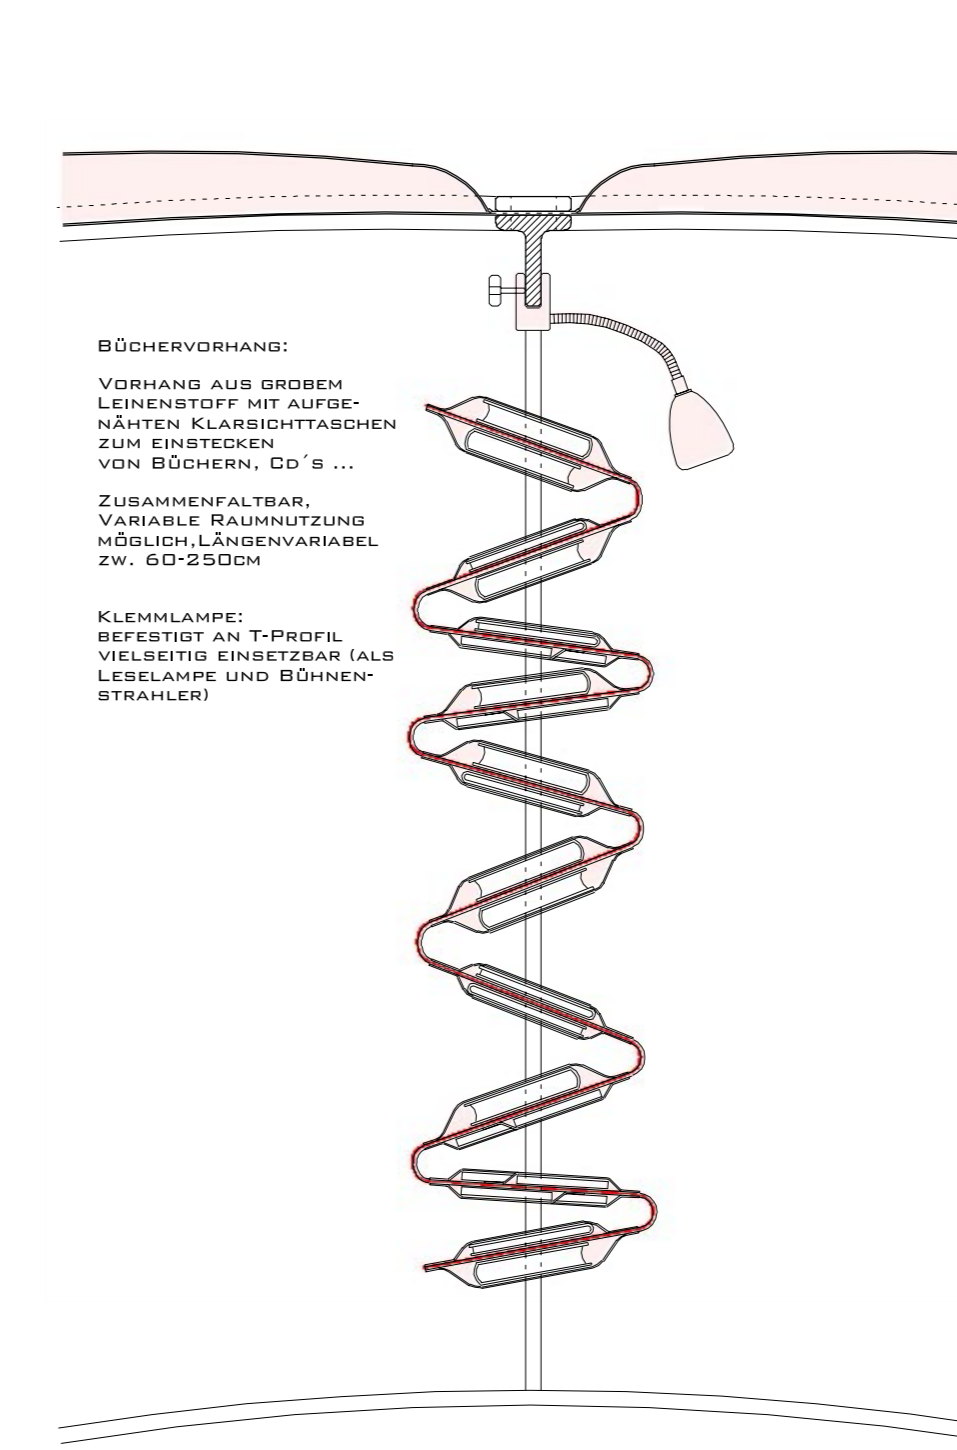 Büchervorhang:
Vorhang aus grobem
Leinenstoff mit aufge-
nähten Klarsichttaschen
zum einstecken
von Büchern, Cd´s ...
Zusammenfaltbar,
Variable Raumnutzung
möglich,Längenvariabel
zw. 60-250cm
Klemmlampe:
befestigt an T-Profil
vielseitig einsetzbar (als
Leselampe und Bühnen-
strahler)